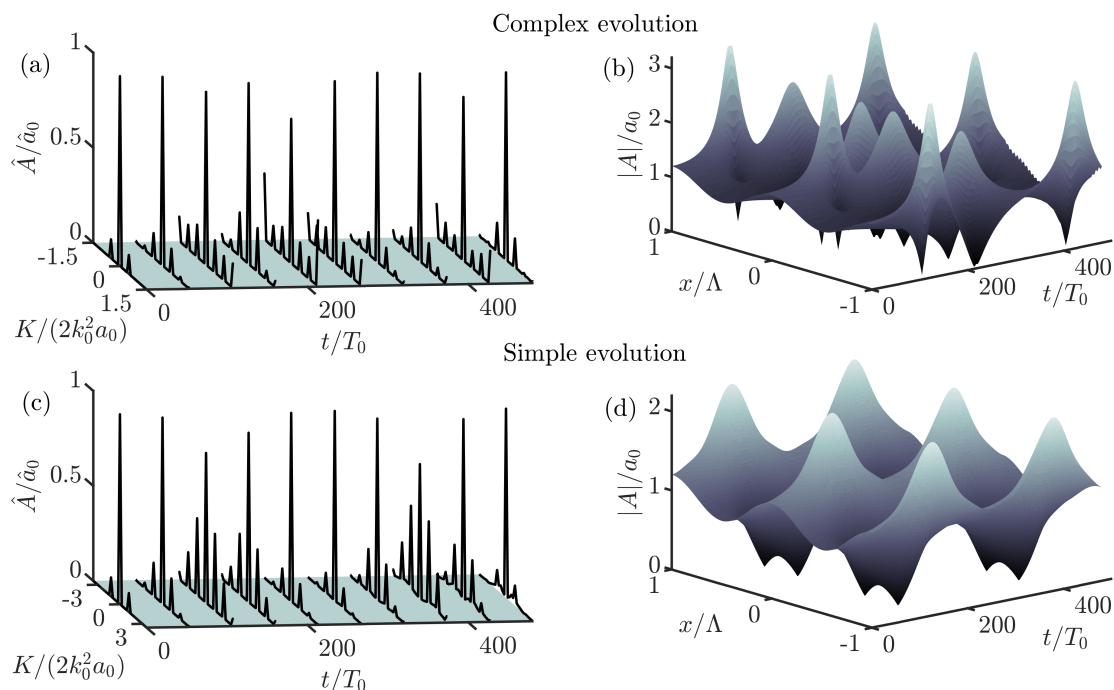 Complex evolution
(a)
1
0.5
0
Â/â₀
-1.5
0
1.5
K/(2k₀²a₀)
0
200
400
t/T₀
(b)
3
2
1
0
|A|/a₀
1
0
-1
x/Λ
0
200
400
t/T₀
Simple evolution
(c)
1
0.5
0
Â/â₀
-3
0
3
K/(2k₀²a₀)
0
200
400
t/T₀
(d)
2
1
0
|A|/a₀
1
0
-1
x/Λ
0
200
400
t/T₀